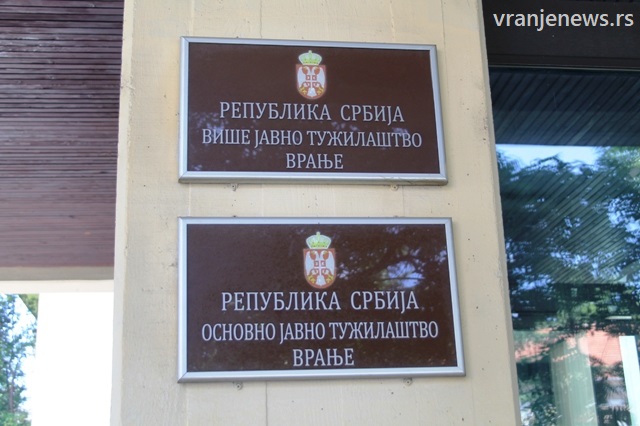 vranjenews.rs
РЕПУБЛИКА СРБИЈА
ВИШЕ ЈАВНО ТУЖИЛАШТВО
ВРАЊЕ
РЕПУБЛИКА СРБИЈА
ОСНОВНО ЈАВНО ТУЖИЛАШТВО
ВРАЊЕ